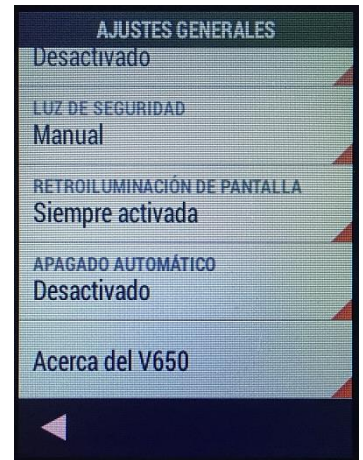 AJUSTES GENERALES
Desactivado
LUZ DE SEGURIDAD
Manual
RETROILUMINACIÓN DE PANTALLA
Siempre activada
APAGADO AUTOMÁTICO
Desactivado
Acerca del V650